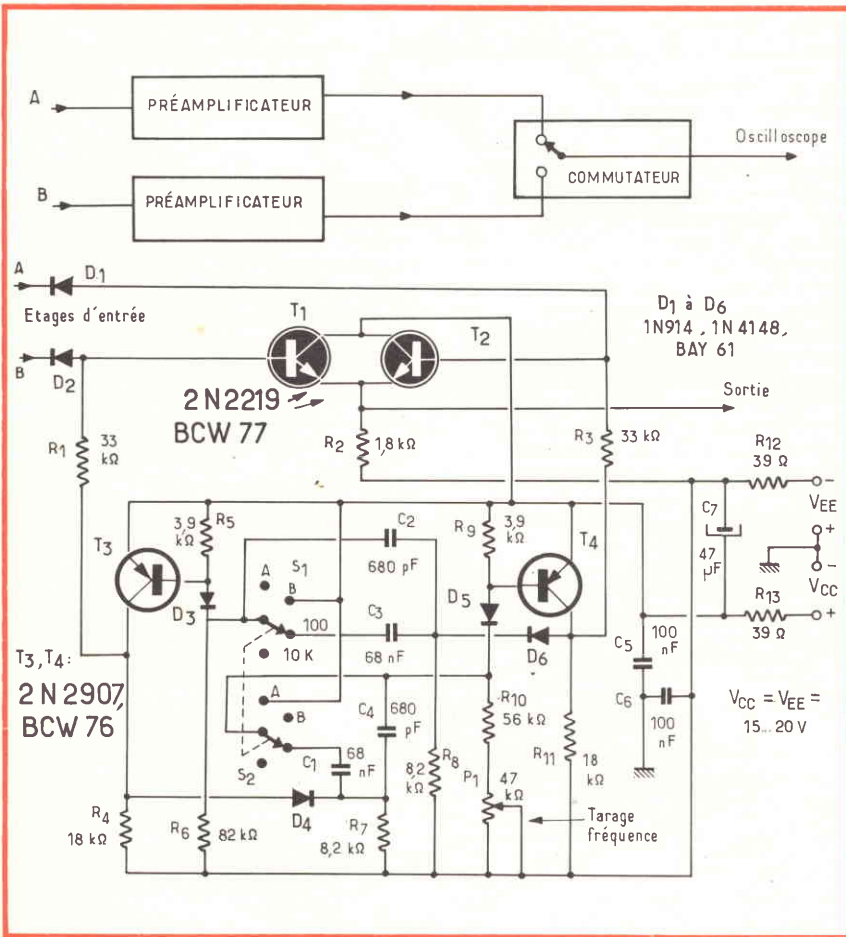 A
PRÉAMPLIFICATEUR
B
PRÉAMPLIFICATEUR
COMMUTATEUR
Oscilloscope
A
D1
Etages d'entrée
B
D2
T1
T2
2N2219
BCW 77
D1 à D6
1N914, 1N4148,
BAY 61
Sortie
R1
33
kΩ
R2
1,8 kΩ
R3
33 kΩ
R12
39 Ω
C7
47
µF
-
VEE
+
-
VCC
+
R13
39 Ω
T3
3,9
kΩ
R5
D3
S1
A
B
100
10 K
C2
680 pF
C3
68 nF
R9
3,9
kΩ
D5
T4
D6
C5
100
nF
C6
100
nF
T3, T4:
2N2907,
BCW 76
A
B
S2
C1
68
nF
C4
680
pF
R8
8,2
kΩ
R10
56 kΩ
P1
47
kΩ
R11
18
kΩ
Tarage
fréquence
VCC = VEE =
15...20 V
R4
18 kΩ
R6
82 kΩ
D4
R7
8,2 kΩ